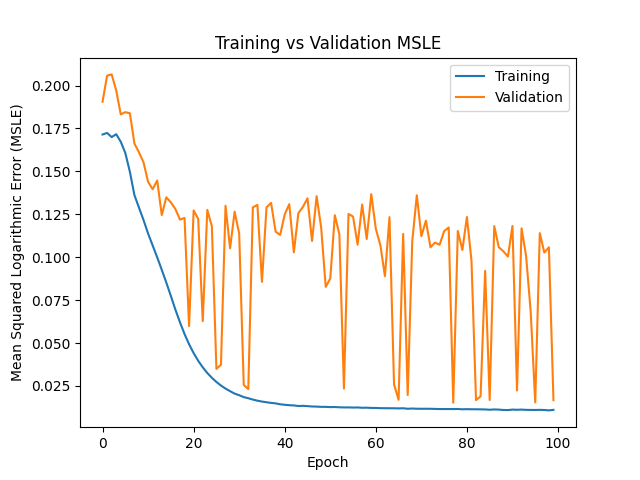 Training vs Validation MSLE
Training
Validation
Mean Squared Logarithmic Error (MSLE)
0.200
0.175
0.150
0.125
0.100
0.075
0.050
0.025
0 20 40 60 80 100
Epoch